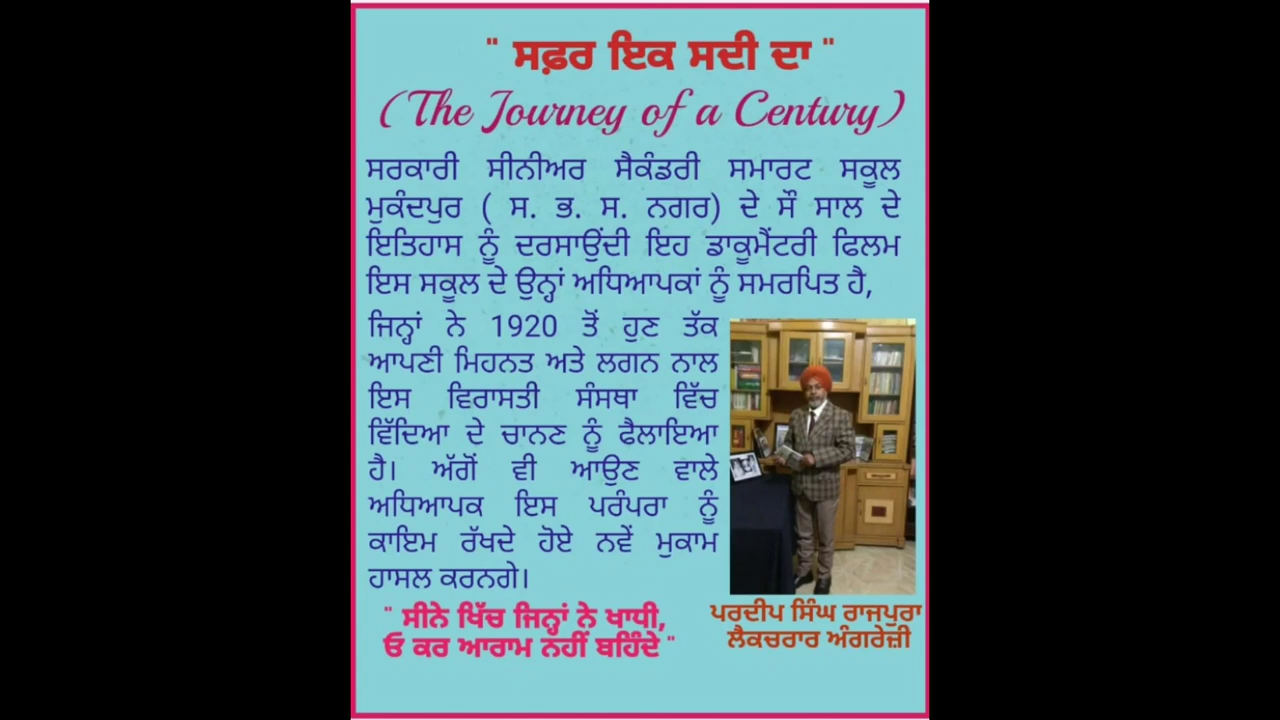 " ਸਫ਼ਰ ਇਕ ਸਦੀ ਦਾ "
(The Journey of a Century)
ਸਰਕਾਰੀ ਸੀਨੀਅਰ ਸੈਕੰਡਰੀ ਸਮਾਰਟ ਸਕੂਲ
ਮੁਕੰਦਪੁਰ ( ਸ. ਭ. ਸ. ਨਗਰ) ਦੇ ਸੌ ਸਾਲ ਦੇ
ਇਤਿਹਾਸ ਨੂੰ ਦਰਸਾਉਂਦੀ ਇਹ ਡਾਕੂਮੈਂਟਰੀ ਫਿਲਮ
ਇਸ ਸਕੂਲ ਦੇ ਉਨ੍ਹਾਂ ਅਧਿਆਪਕਾਂ ਨੂੰ ਸਮਰਪਿਤ ਹੈ,
ਜਿਨ੍ਹਾਂ ਨੇ 1920 ਤੋਂ ਹੁਣ ਤੱਕ
ਆਪਣੀ ਮਿਹਨਤ ਅਤੇ ਲਗਨ ਨਾਲ
ਇਸ ਵਿਰਾਸਤੀ ਸੰਸਥਾ ਵਿੱਚ
ਵਿੱਦਿਆ ਦੇ ਚਾਨਣ ਨੂੰ ਫੈਲਾਇਆ
ਹੈ। ਅੱਗੋਂ ਵੀ ਆਉਣ ਵਾਲੇ
ਅਧਿਆਪਕ ਇਸ ਪਰੰਪਰਾ ਨੂੰ
ਕਾਇਮ ਰੱਖਦੇ ਹੋਏ ਨਵੇਂ ਮੁਕਾਮ
ਹਾਸਲ ਕਰਨਗੇ।
" ਸੀਨੇ ਖਿੱਚ ਜਿਨ੍ਹਾਂ ਨੇ ਖਾਧੀ,
ਓ ਕਰ ਆਰਾਮ ਨਹੀਂ ਬਹਿੰਦੇ "
ਪਰਦੀਪ ਸਿੰਘ ਰਾਜਪੁਰਾ
ਲੈਕਚਰਾਰ ਅੰਗਰੇਜ਼ੀ